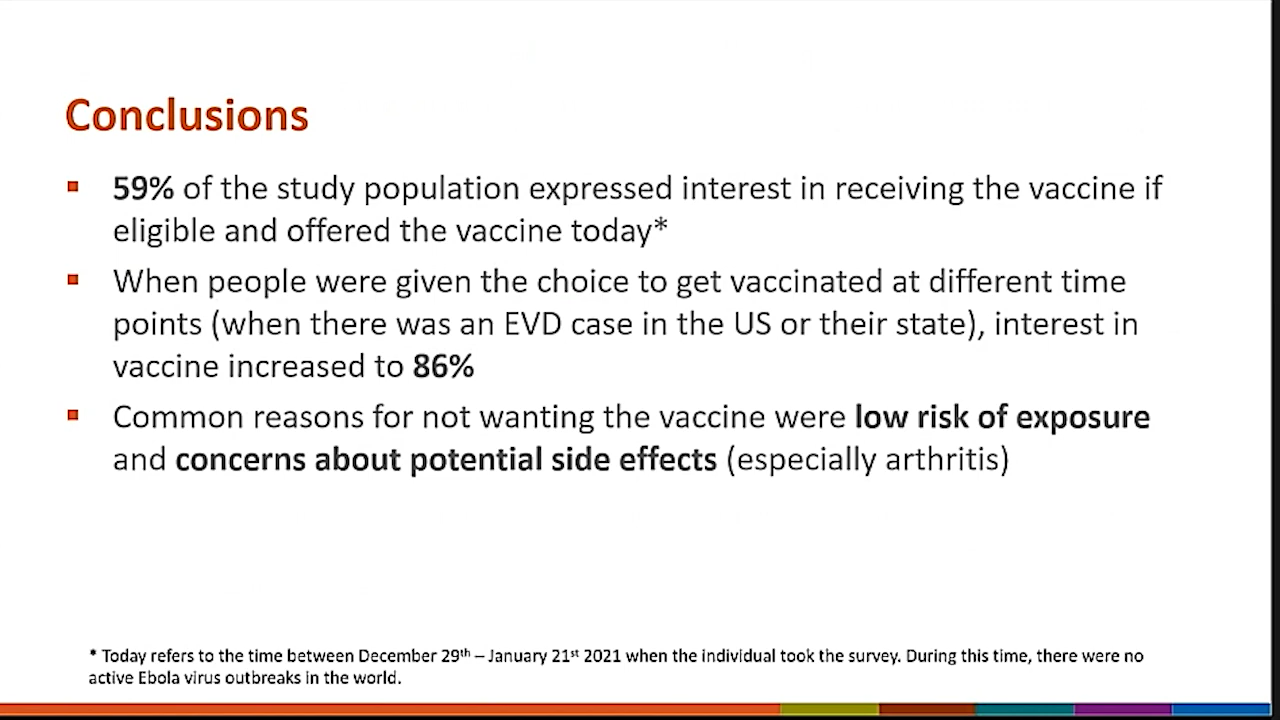 Conclusions
▪ 59% of the study population expressed interest in receiving the vaccine if
eligible and offered the vaccine today*
▪ When people were given the choice to get vaccinated at different time
points (when there was an EVD case in the US or their state), interest in
vaccine increased to 86%
▪ Common reasons for not wanting the vaccine were low risk of exposure
and concerns about potential side effects (especially arthritis)
* Today refers to the time between December 29th – January 21st 2021 when the individual took the survey. During this time, there were no
active Ebola virus outbreaks in the world.